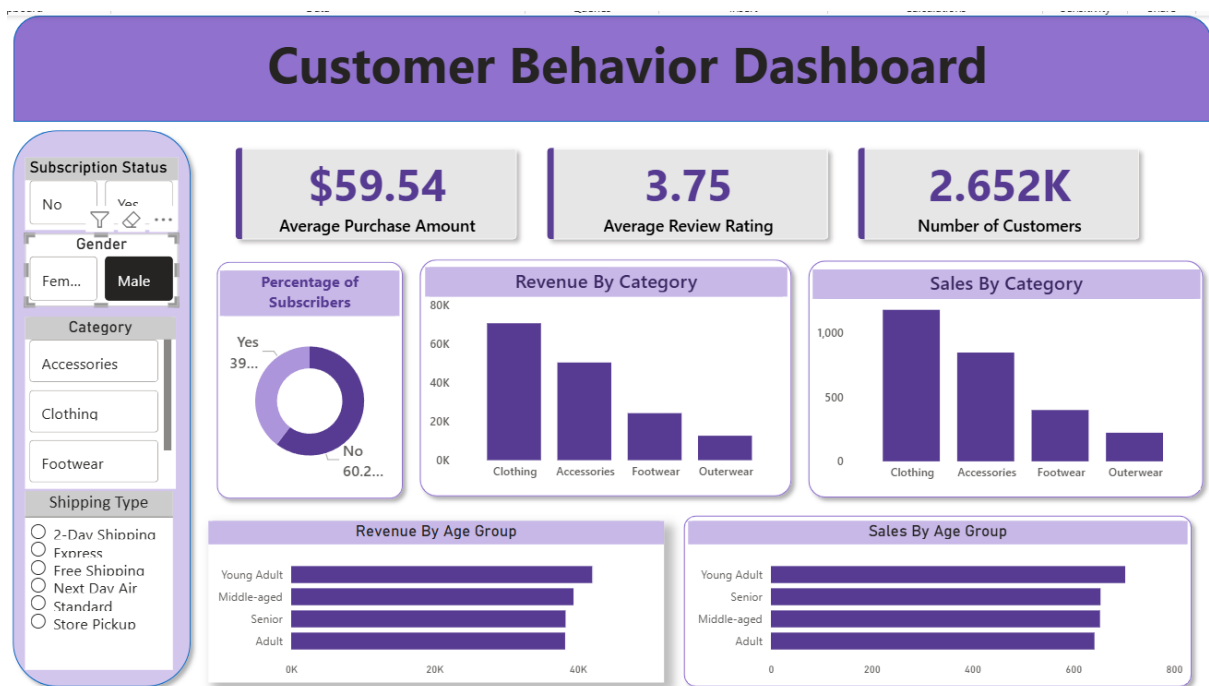 Customer Behavior Dashboard
Subscription Status
No
Yes
Gender
Fem...
Male
Category
Accessories
Clothing
Footwear
Shipping Type
2-Day Shipping
Express
Free Shipping
Next Day Air
Standard
Store Pickup
$59.54
Average Purchase Amount
3.75
Average Review Rating
2.652K
Number of Customers
Percentage of
Subscribers
Yes
39...
No
60.2...
Revenue By Category
80K
60K
40K
20K
0K
Clothing Accessories Footwear Outerwear
Sales By Category
1,000
500
0
Clothing Accessories Footwear Outerwear
Revenue By Age Group
Young Adult
Middle-aged
Senior
Adult
0K 20K 40K
Sales By Age Group
Young Adult
Senior
Middle-aged
Adult
0 200 400 600 800